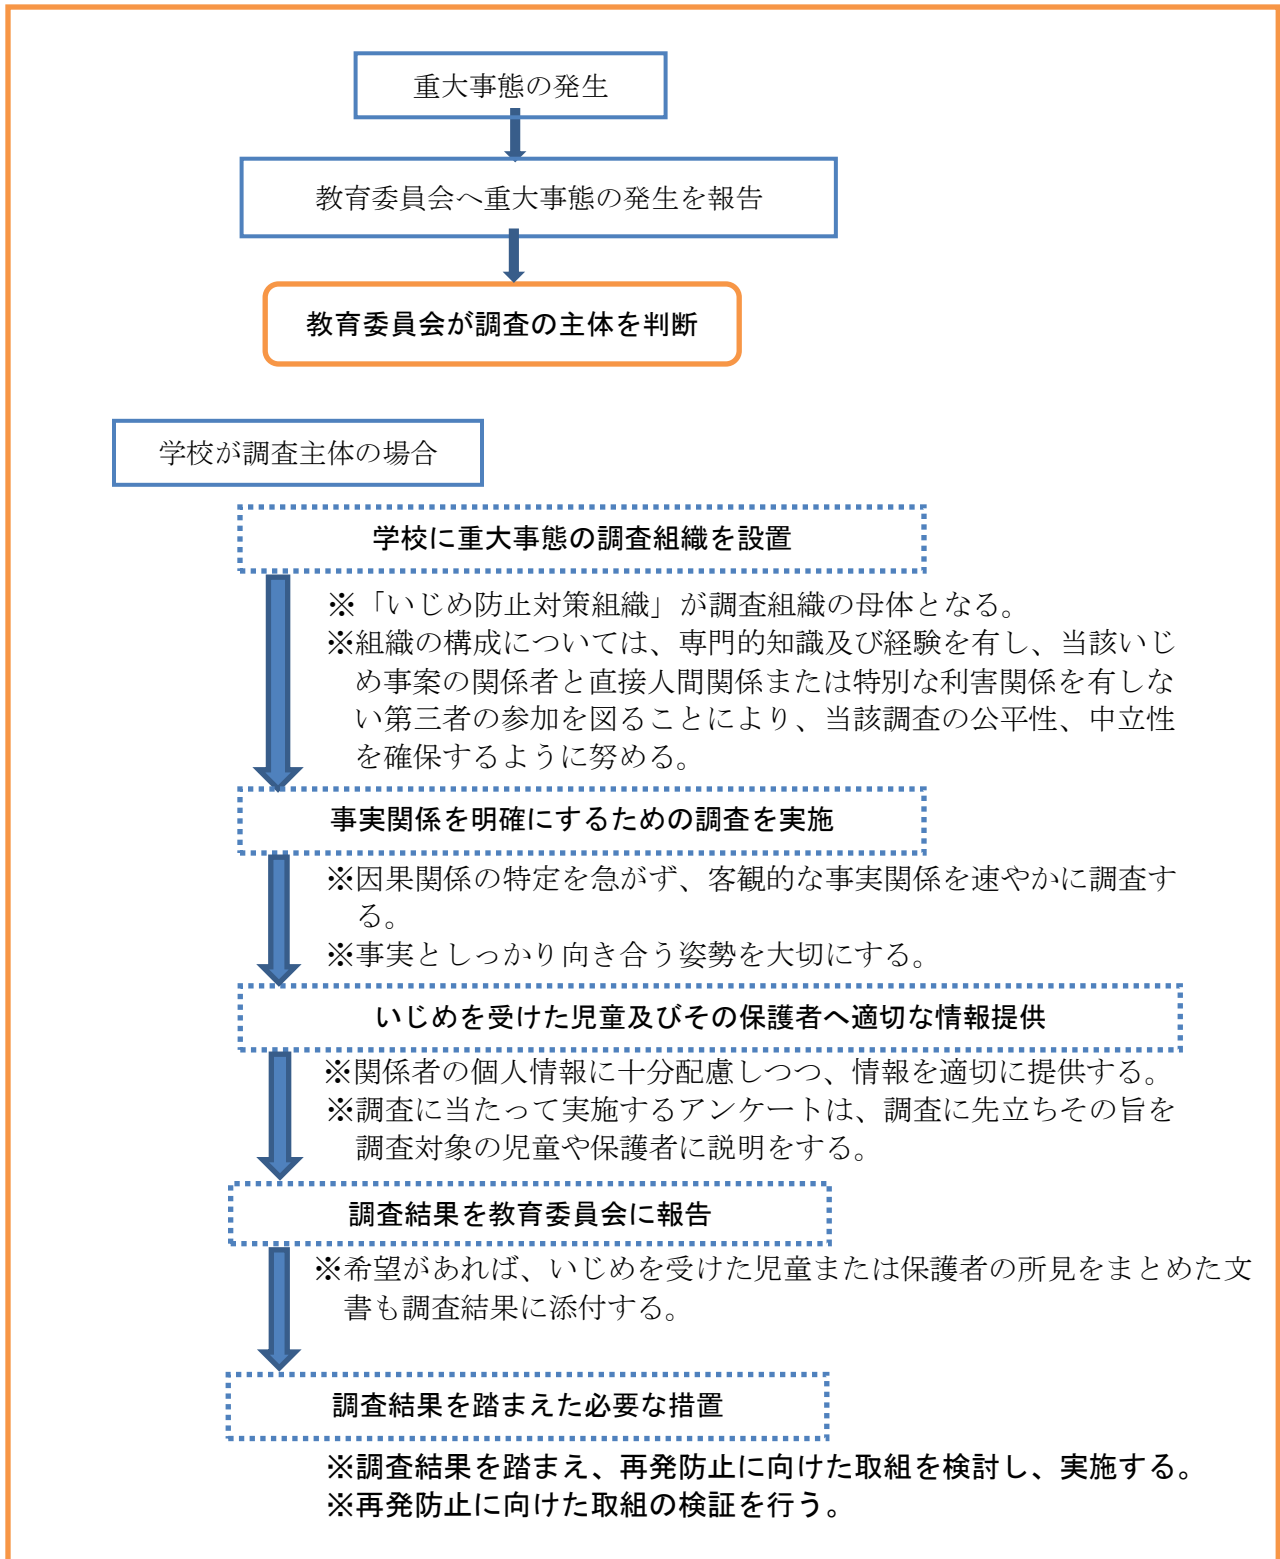 重大事態の発生
教育委員会へ重大事態の発生を報告
教育委員会が調査の主体を判断
学校が調査主体の場合
学校に重大事態の調査組織を設置
※「いじめ防止対策組織」が調査組織の母体となる。
※組織の構成については、専門的知識及び経験を有し、当該いじ
め事案の関係者と直接人間関係または特別な利害関係を有しな
い第三者の参加を図ることにより、当該調査の公平性、中立性
を確保するように努める。
事実関係を明確にするための調査を実施
※因果関係の特定を急がず、客観的な事実関係を速やかに調査す
る。
※事実としっかり向き合う姿勢を大切にする。
いじめを受けた児童及びその保護者へ適切な情報提供
※関係者の個人情報に十分配慮しつつ、情報を適切に提供する。
※調査に当たって実施するアンケートは、調査に先立ちその旨を
調査対象の児童や保護者に説明をする。
調査結果を教育委員会に報告
※希望があれば、いじめを受けた児童または保護者の所見をまとめた文
書も調査結果に添付する。
調査結果を踏まえた必要な措置
※調査結果を踏まえ、再発防止に向けた取組を検討し、実施する。
※再発防止に向けた取組の検証を行う。